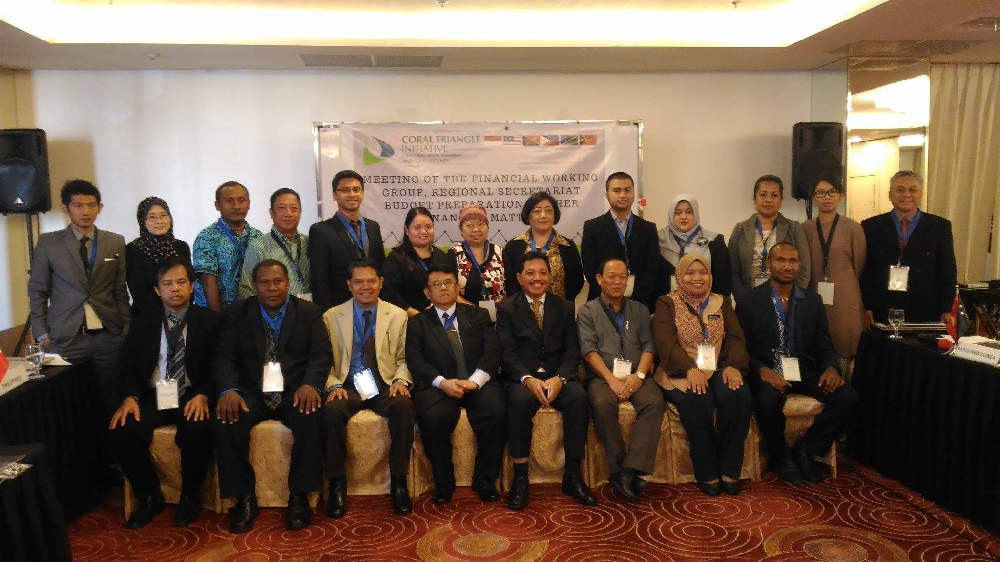 CORAL TRIANGLE
INITIATIVE
ON CORAL REEFS, FISHERIES
AND FOOD SECURITY
MEETING OF THE FINANCIAL WORKING
GROUP, REGIONAL SECRETARIAT
BUDGET PREPARATION
PHILIPPINES
PAPUA NEW GUINEA